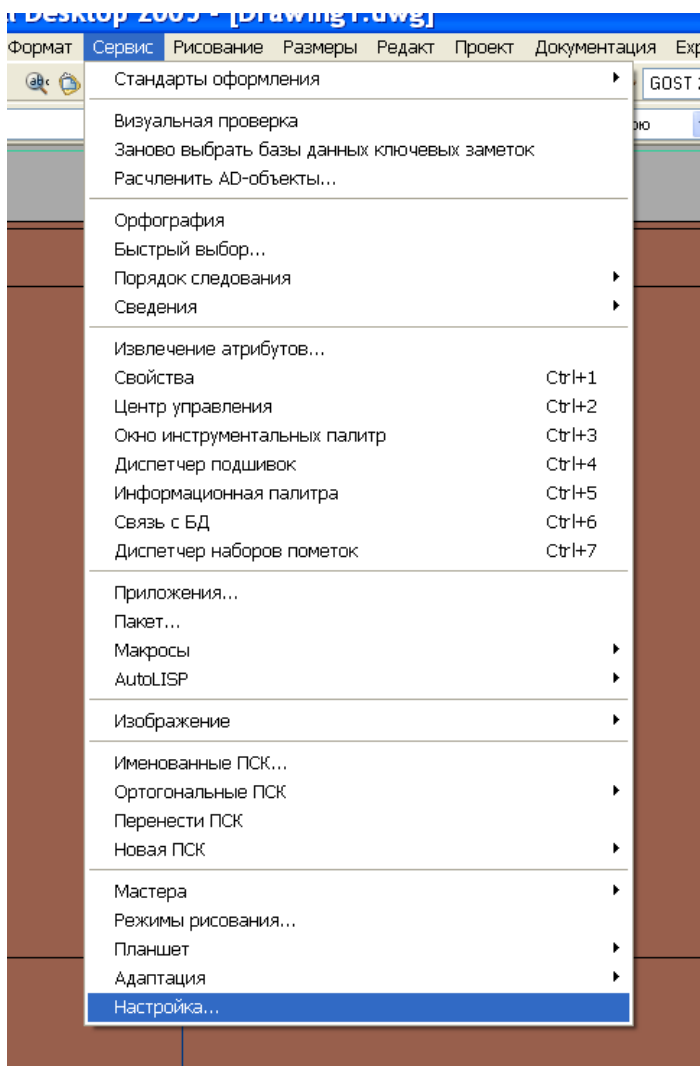 Desktop 2005 - [Drawing1.dwg]
Формат Сервис Рисование Размеры Редакт Проект Документация Exp
GOST
Стандарты оформления
Визуальная проверка
Заново выбрать базы данных ключевых заметок
Расчленить AD-объекты...
Орфография
Быстрый выбор...
Порядок следования
Сведения
Извлечение атрибутов...
Свойства Ctrl+1
Центр управления Ctrl+2
Окно инструментальных палитр Ctrl+3
Диспетчер подшивок Ctrl+4
Информационная палитра Ctrl+5
Связь с БД Ctrl+6
Диспетчер наборов пометок Ctrl+7
Приложения...
Пакет...
Макросы
AutoLISP
Изображение
Именованные ПСК...
Ортогональные ПСК
Перенести ПСК
Новая ПСК
Мастера
Режимы рисования...
Планшет
Адаптация
Настройка...